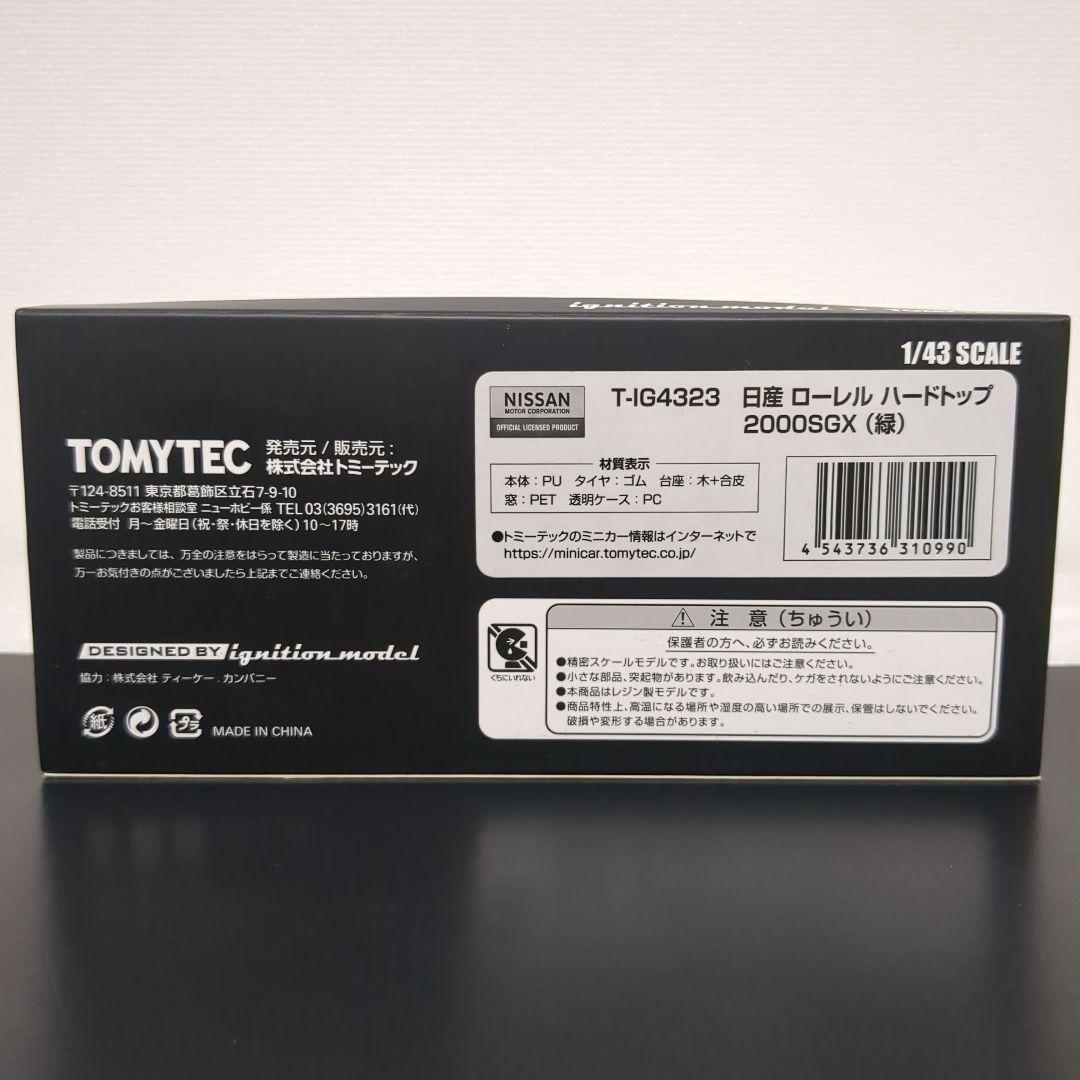 ignition model
1/43 SCALE
TOMYTEC
発売元 / 販売元 :
株式会社トミーテック
〒124-8511 東京都葛飾区立石7-9-10
トミーテックお客様相談室 ニューホビー係 TEL 03(3695)3161(代)
電話受付 月〜金曜日(祝・祭・休日を除く) 10〜17時
製品につきましては、万全の注意をはらって製造に当たっておりますが、
万一お気付きの点がございましたら上記までご連絡ください。
DESIGNED BY ignition model
協力 : 株式会社 ティーケー . カンパニー
紙
プラ
MADE IN CHINA
NISSAN
MOTOR CORPORATION
OFFICIAL LICENSED PRODUCT
T-IG4323 日産 ローレル ハードトップ
2000SGX (緑)
材質表示
本体 : PU タイヤ : ゴム 台座 : 木+合皮
窓 : PET 透明ケース : PC
●トミーテックのミニカー情報はインターネットで
https://minicar.tomytec.co.jp/
4 543736 310990
くちにいれない
⚠ 注 意 (ちゅうい)
保護者の方へ、必ずお読みください。
●精密スケールモデルです。お取り扱いにはご注意ください。
●小さな部品、突起物があります。飲み込んだり、ケガをされないようにご注意ください。
●本商品はレジン製モデルです。
●商品特性上、高温になる場所や湿度の高い場所での展示、保管はしないでください。
破損や変形する場合があります。